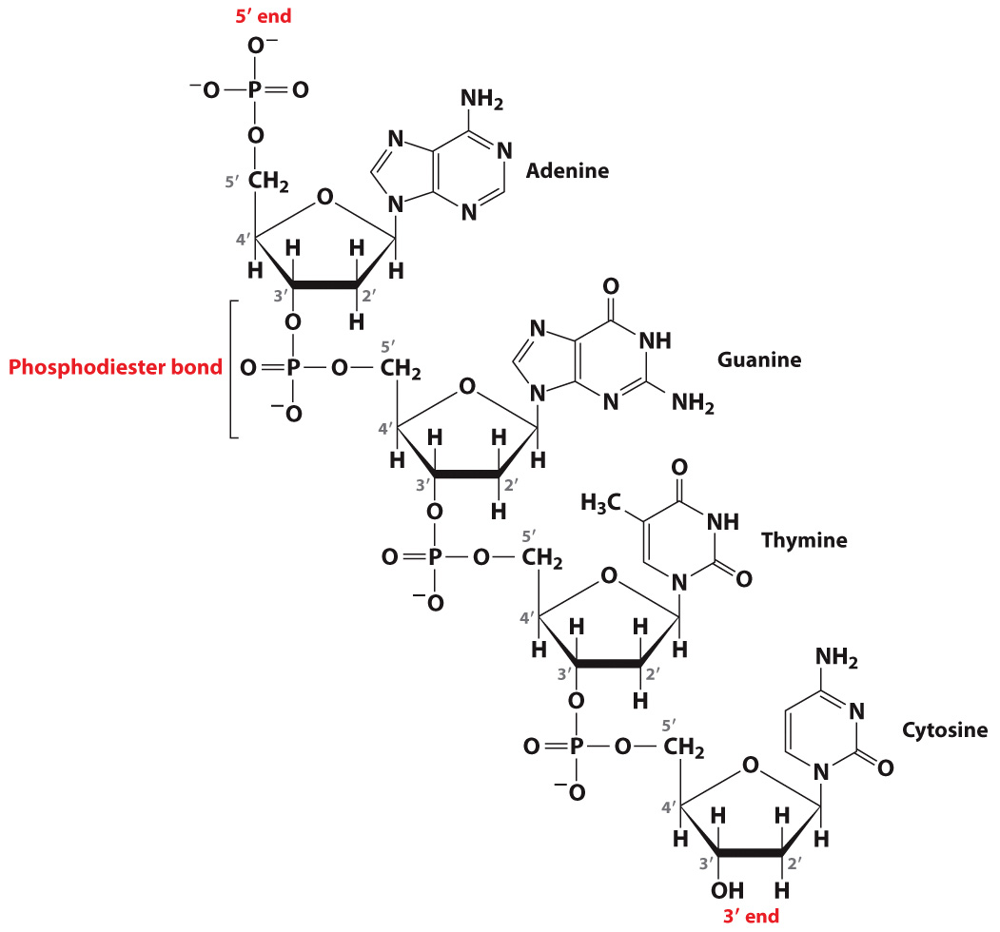 5′ end
O−
−O P O
O
5′ CH2
NH2
N N
Adenine
N N
O
4′ H H H H
3′ 2′
O H
Phosphodiester bond
O P O 5′ CH2
−O
O
N NH
Guanine
N N NH2
O
4′ H H H H
3′ 2′
O H
O P O 5′ CH2
−O
O
H3C NH
Thymine
N O
O
4′ H H H H
3′ 2′
O H
O P O 5′ CH2
−O
NH2
N
Cytosine
N O
O
4′ H H H H
3′ 2′
OH H
3′ end